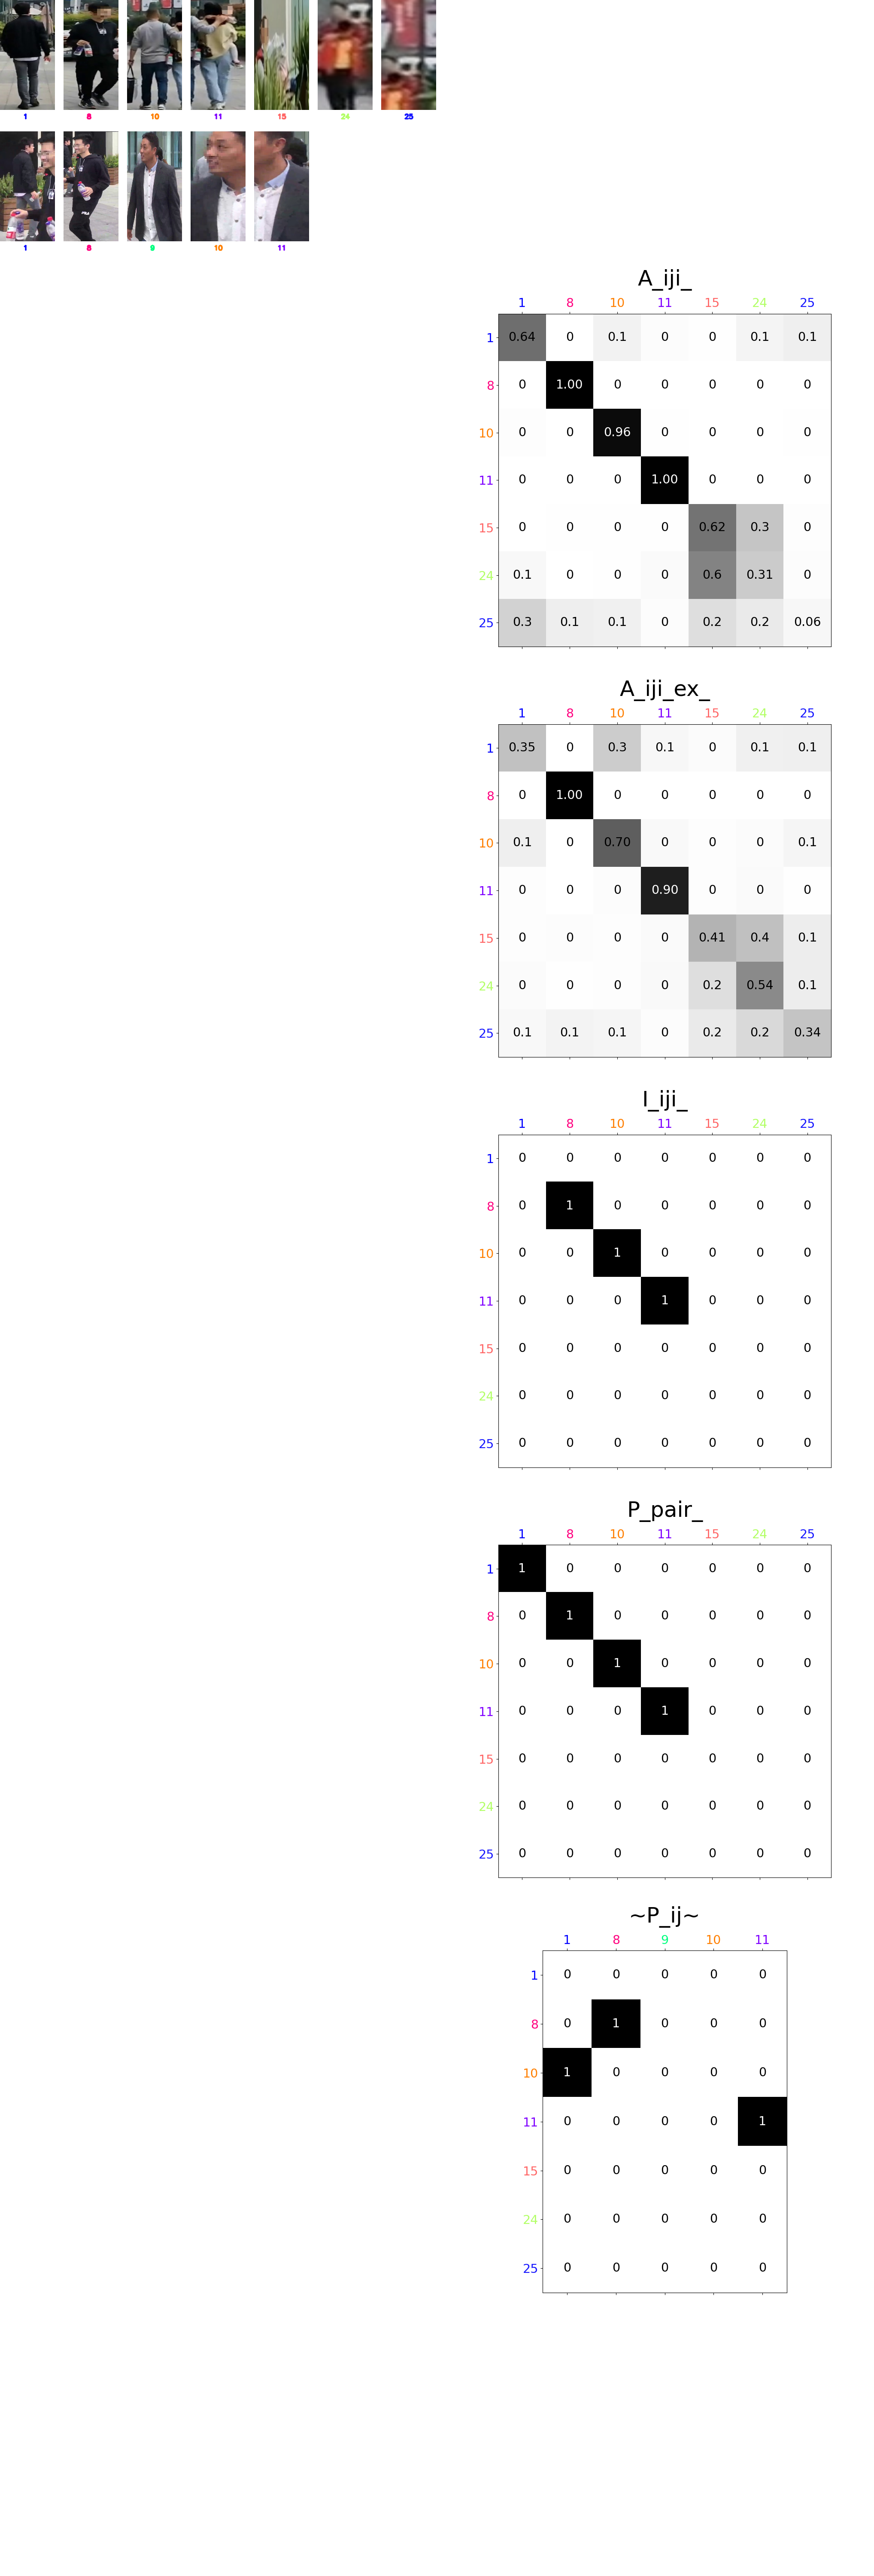 1 8 10 11 15 24 25
1 8 9 10 11
A_iji_
1 8 10 11 15 24 25
1 0.64 0 0.1 0 0 0.1 0.1
8 0 1.00 0 0 0 0 0
10 0 0 0.96 0 0 0 0
11 0 0 0 1.00 0 0 0
15 0 0 0 0 0.62 0.3 0
24 0.1 0 0 0 0.6 0.31 0
25 0.3 0.1 0.1 0 0.2 0.2 0.06
A_iji_ex_
1 8 10 11 15 24 25
1 0.35 0 0.3 0.1 0 0.1 0.1
8 0 1.00 0 0 0 0 0
10 0.1 0 0.70 0 0 0 0.1
11 0 0 0 0.90 0 0 0
15 0 0 0 0 0.41 0.4 0.1
24 0 0 0 0 0.2 0.54 0.1
25 0.1 0.1 0.1 0 0.2 0.2 0.34
I_iji_
1 8 10 11 15 24 25
1 0 0 0 0 0 0 0
8 0 1 0 0 0 0 0
10 0 0 1 0 0 0 0
11 0 0 0 1 0 0 0
15 0 0 0 0 0 0 0
24 0 0 0 0 0 0 0
25 0 0 0 0 0 0 0
P_pair_
1 8 10 11 15 24 25
1 1 0 0 0 0 0 0
8 0 1 0 0 0 0 0
10 0 0 1 0 0 0 0
11 0 0 0 1 0 0 0
15 0 0 0 0 0 0 0
24 0 0 0 0 0 0 0
25 0 0 0 0 0 0 0
~P_ij~
1 8 9 10 11
1 0 0 0 0 0
8 0 1 0 0 0
10 1 0 0 0 0
11 0 0 0 0 1
15 0 0 0 0 0
24 0 0 0 0 0
25 0 0 0 0 0